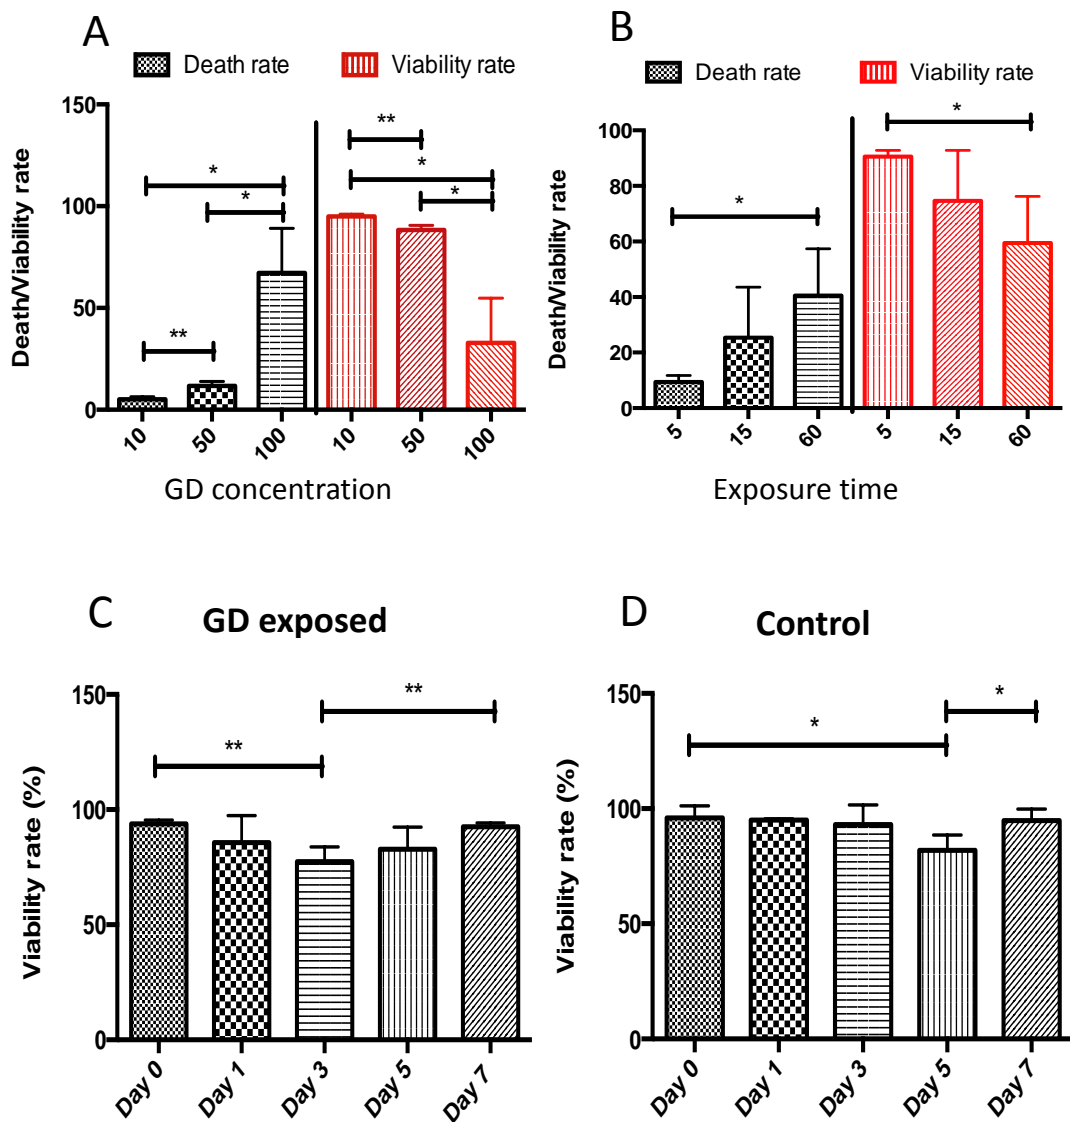 A
Death rate
Viability rate
Death/Viability rate
150
100
50
0
*
*
**
**
*
*
10
50
100
10
50
100
GD concentration
B
Death rate
Viability rate
Death/Viability rate
100
80
60
40
20
0
*
*
5
15
60
5
15
60
Exposure time
C
GD exposed
Viability rate (%)
150
100
50
0
**
**
Day 0
Day 1
Day 3
Day 5
Day 7
D
Control
Viability rate (%)
150
100
50
0
*
*
Day 0
Day 1
Day 3
Day 5
Day 7